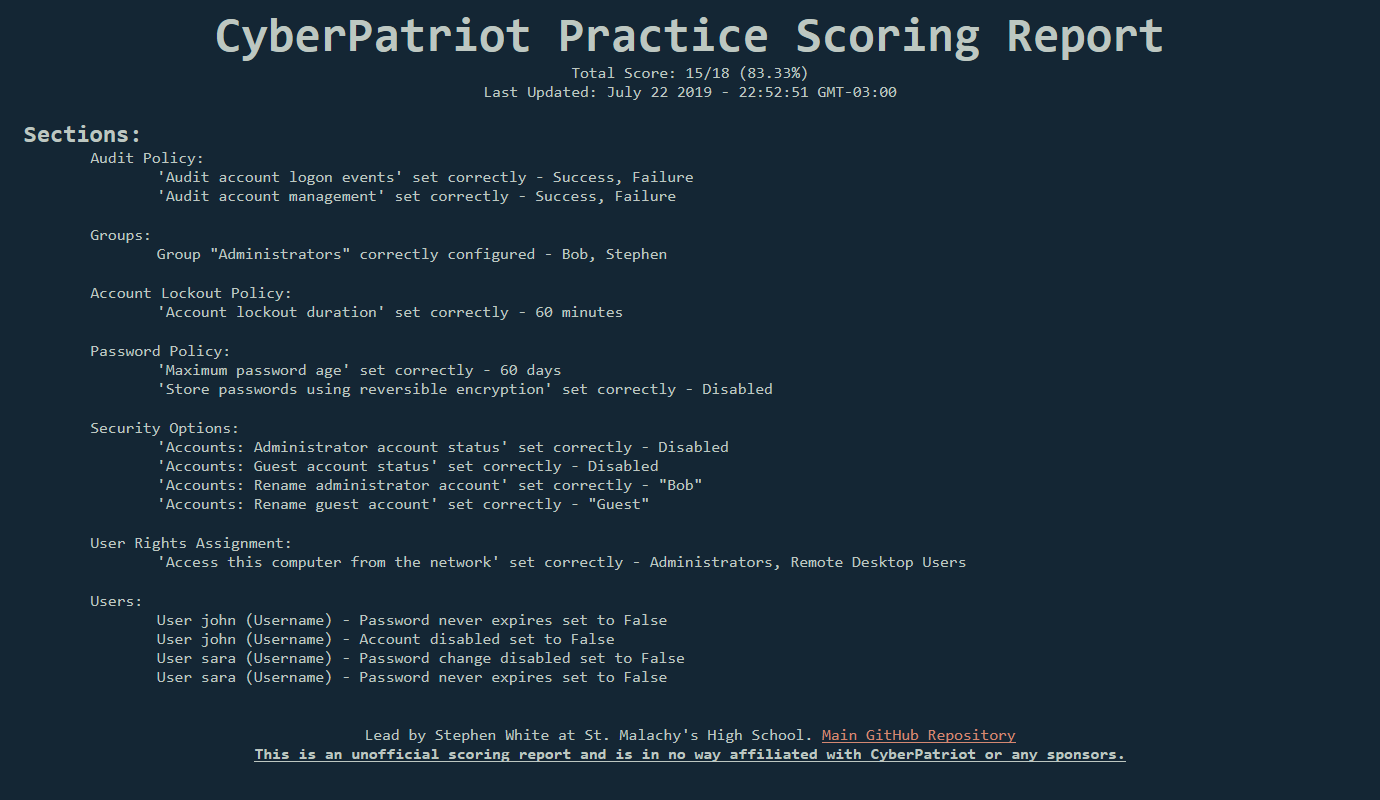 CyberPatriot Practice Scoring Report
Total Score: 15/18 (83.33%)
Last Updated: July 22 2019 - 22:52:51 GMT-03:00
Sections:
Audit Policy:
'Audit account logon events' set correctly - Success, Failure
'Audit account management' set correctly - Success, Failure
Groups:
Group "Administrators" correctly configured - Bob, Stephen
Account Lockout Policy:
'Account lockout duration' set correctly - 60 minutes
Password Policy:
'Maximum password age' set correctly - 60 days
'Store passwords using reversible encryption' set correctly - Disabled
Security Options:
'Accounts: Administrator account status' set correctly - Disabled
'Accounts: Guest account status' set correctly - Disabled
'Accounts: Rename administrator account' set correctly - "Bob"
'Accounts: Rename guest account' set correctly - "Guest"
User Rights Assignment:
'Access this computer from the network' set correctly - Administrators, Remote Desktop Users
Users:
User john (Username) - Password never expires set to False
User john (Username) - Account disabled set to False
User sara (Username) - Password change disabled set to False
User sara (Username) - Password never expires set to False
Lead by Stephen White at St. Malachy's High School. Main GitHub Repository
This is an unofficial scoring report and is in no way affiliated with CyberPatriot or any sponsors.